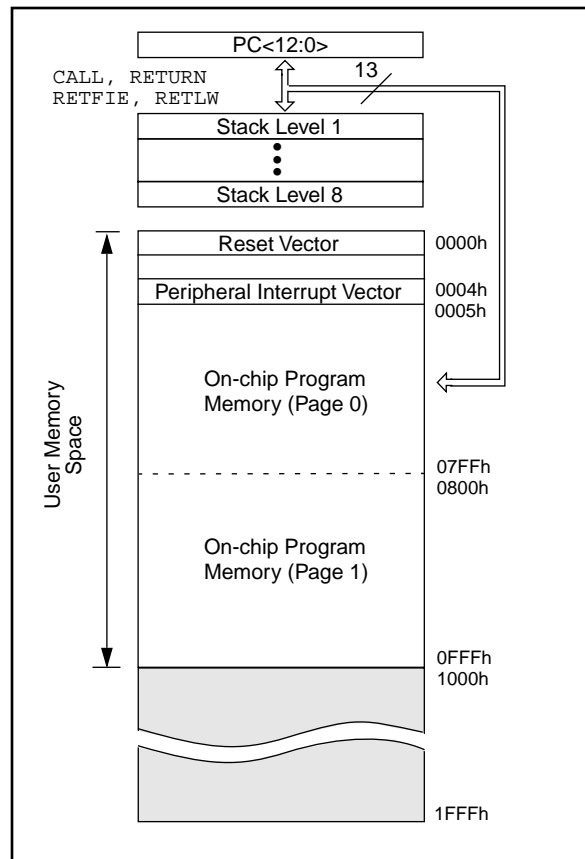 PC<12:0>
CALL, RETURN
RETFIE, RETLW
13
Stack Level 1
Stack Level 8
Reset Vector
0000h
Peripheral Interrupt Vector
0004h
0005h
User Memory
Space
On-chip Program
Memory (Page 0)
07FFh
0800h
On-chip Program
Memory (Page 1)
0FFFh
1000h
1FFFh